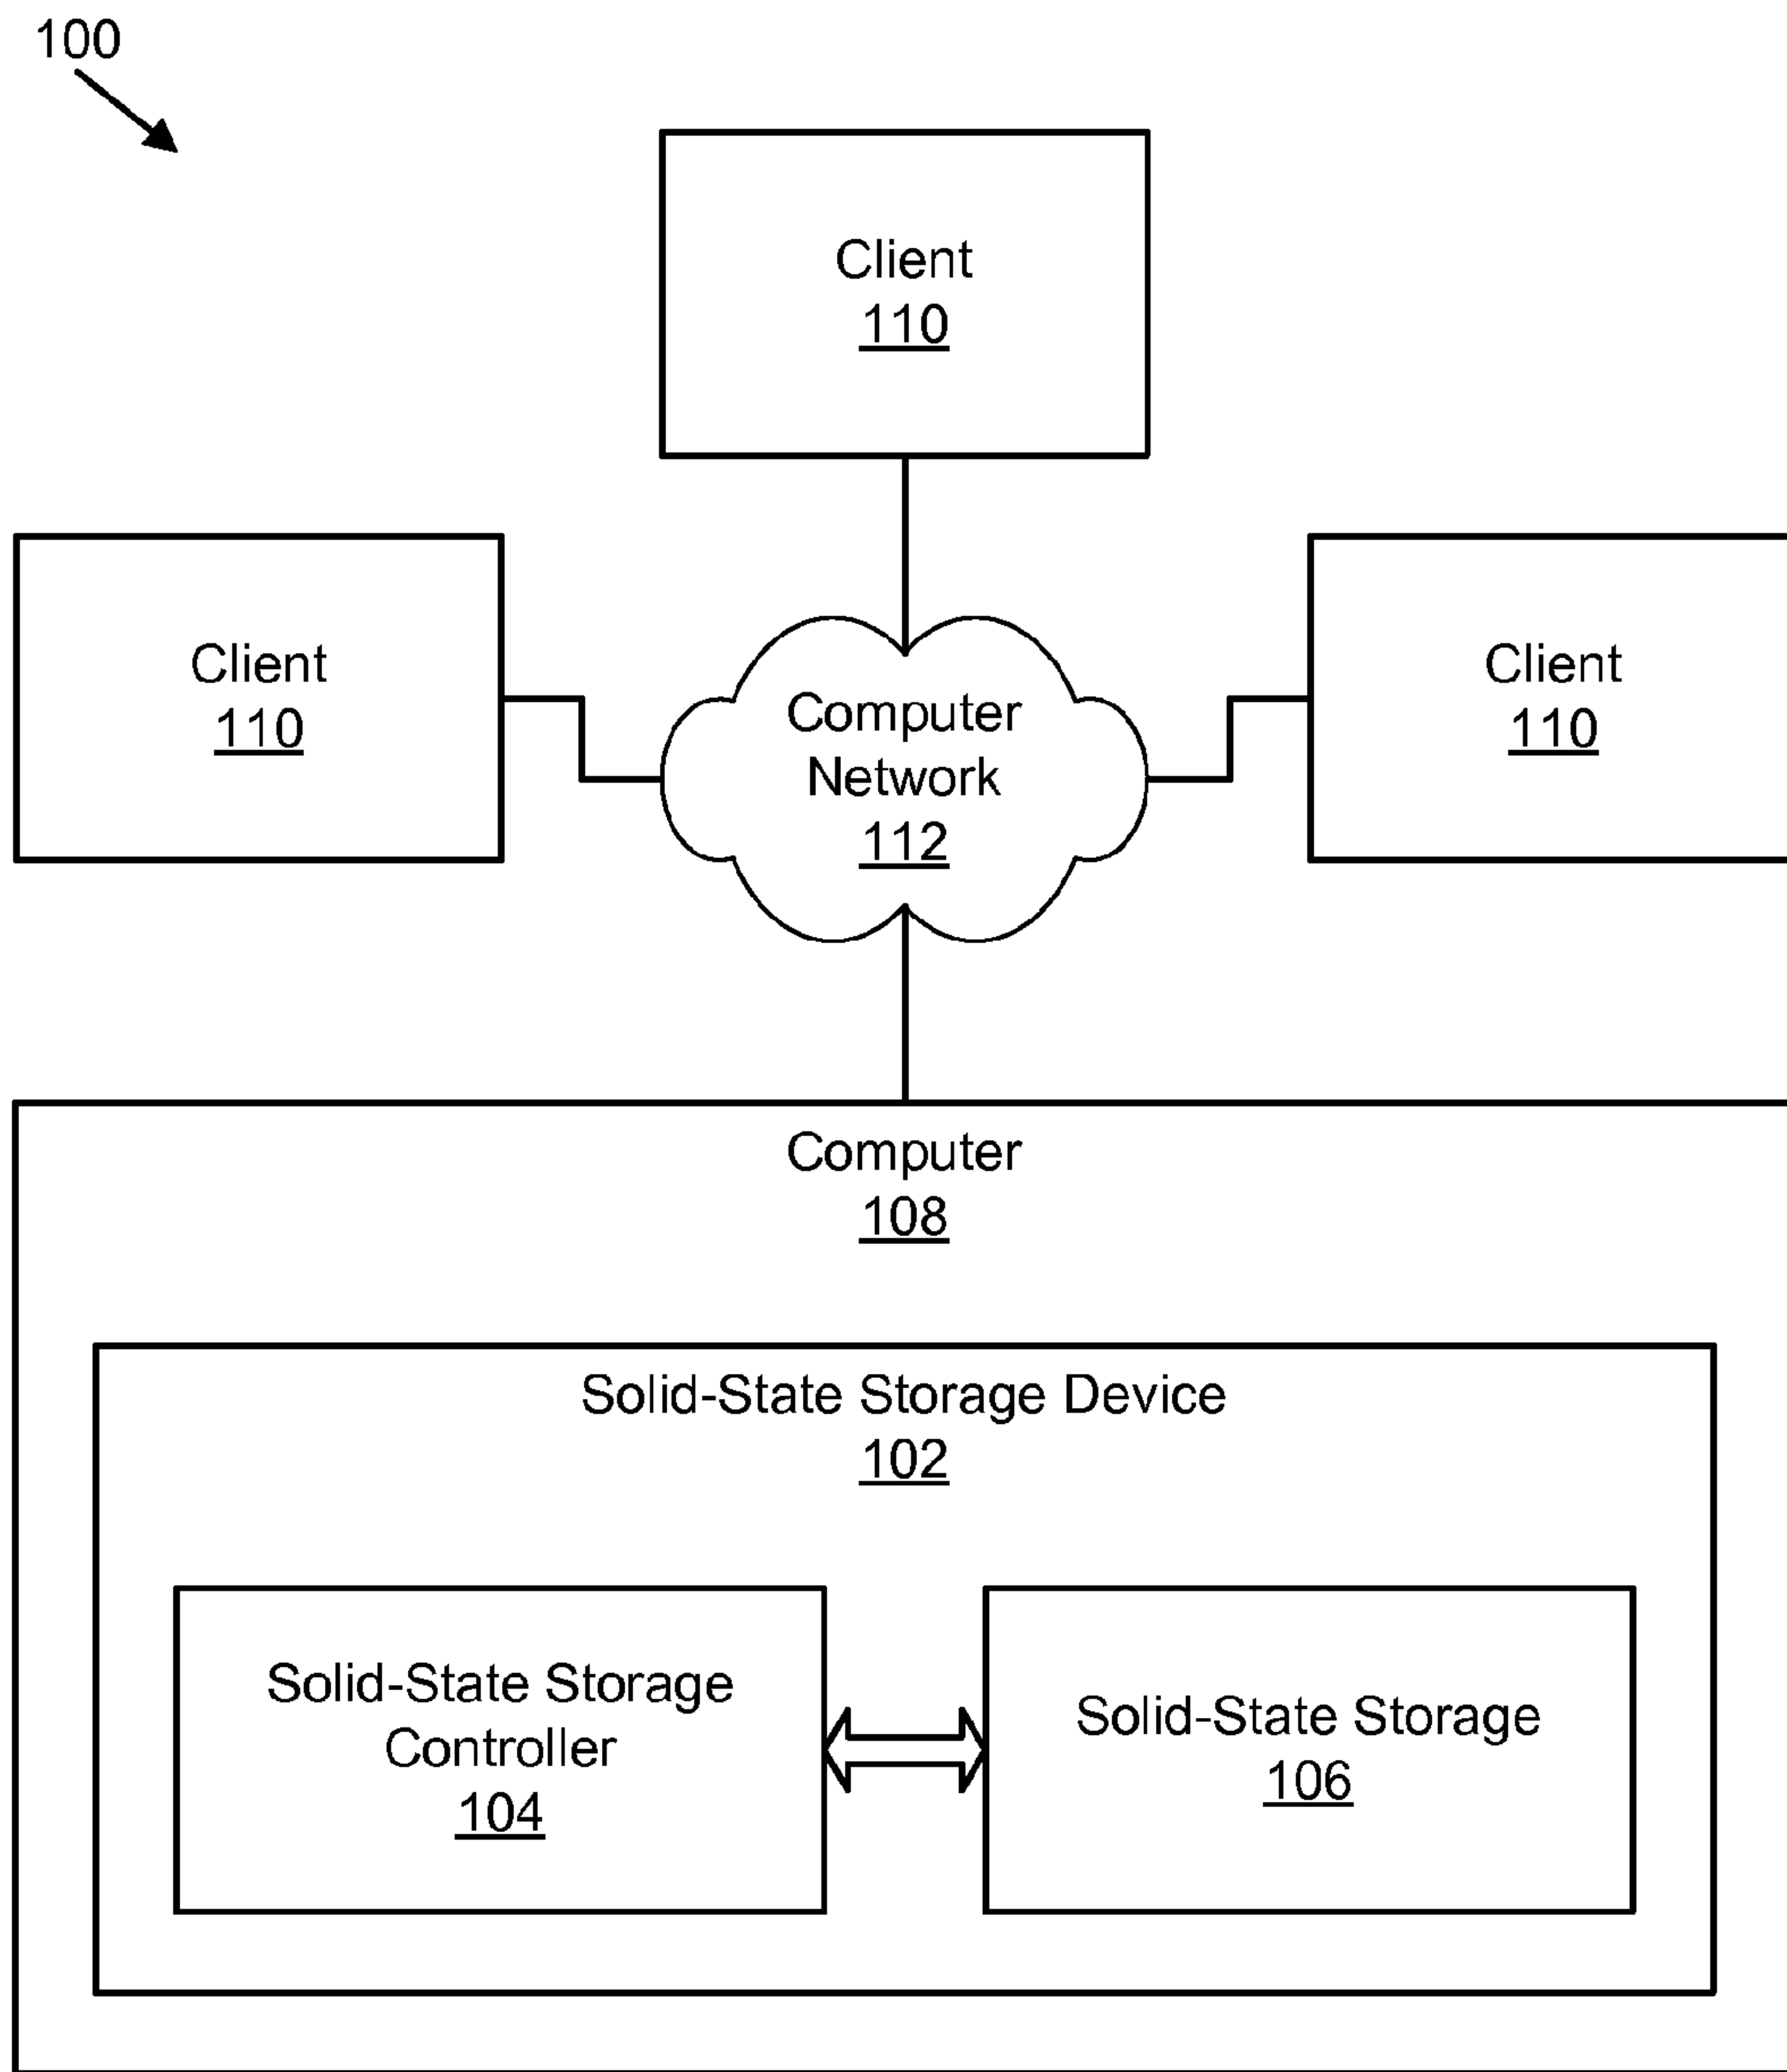 100
Client
110
Client
110
Client
110
Computer
Network
112
Computer
108
Solid-State Storage Device
102
Solid-State Storage
Controller
104
Solid-State Storage
106